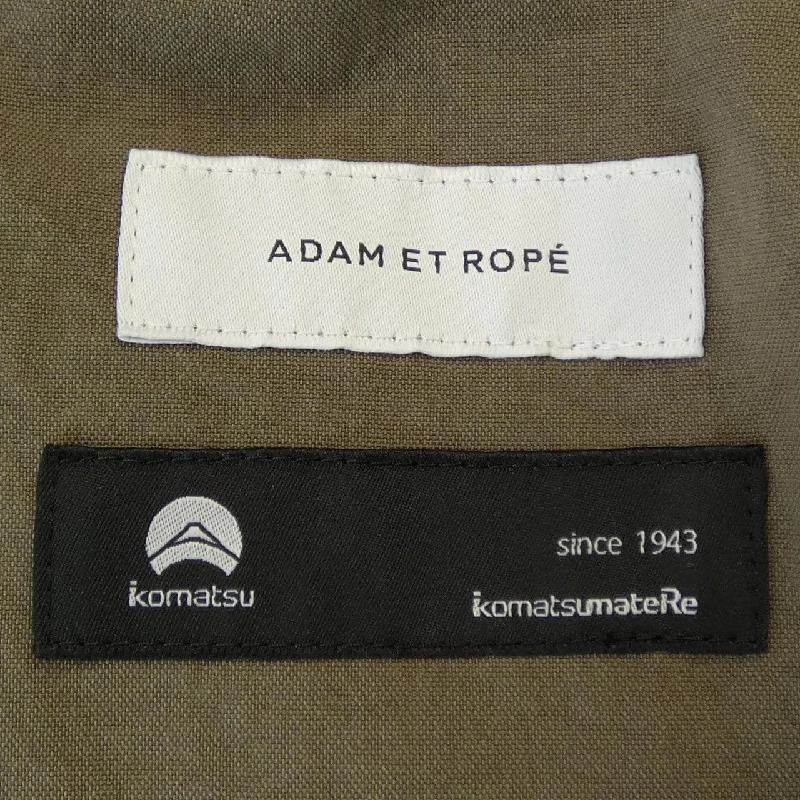 ADAM ET ROPÉ
komatsu
since 1943
komatsumateRe